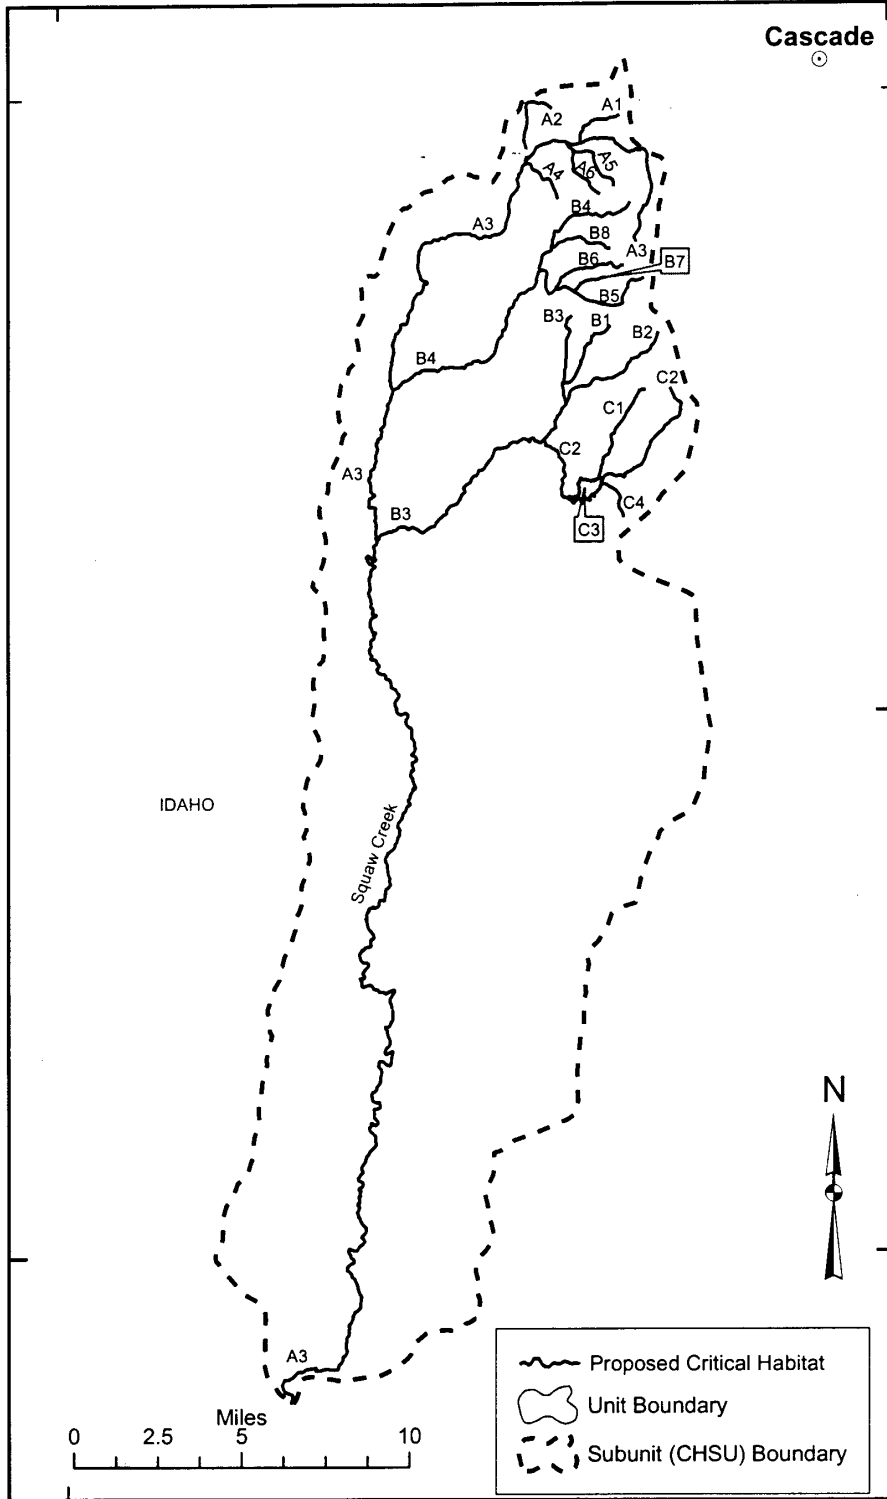 Cascade
A2
A1
A4
A6
A5
B4
A3
B8
A3
B6
B7
B5
B3
B1
B2
B4
C1
C2
C2
A3
C4
B3
C3
IDAHO
Squaw Creek
N
A3
Miles
0 2.5 5 10
Proposed Critical Habitat
Unit Boundary
Subunit (CHSU) Boundary